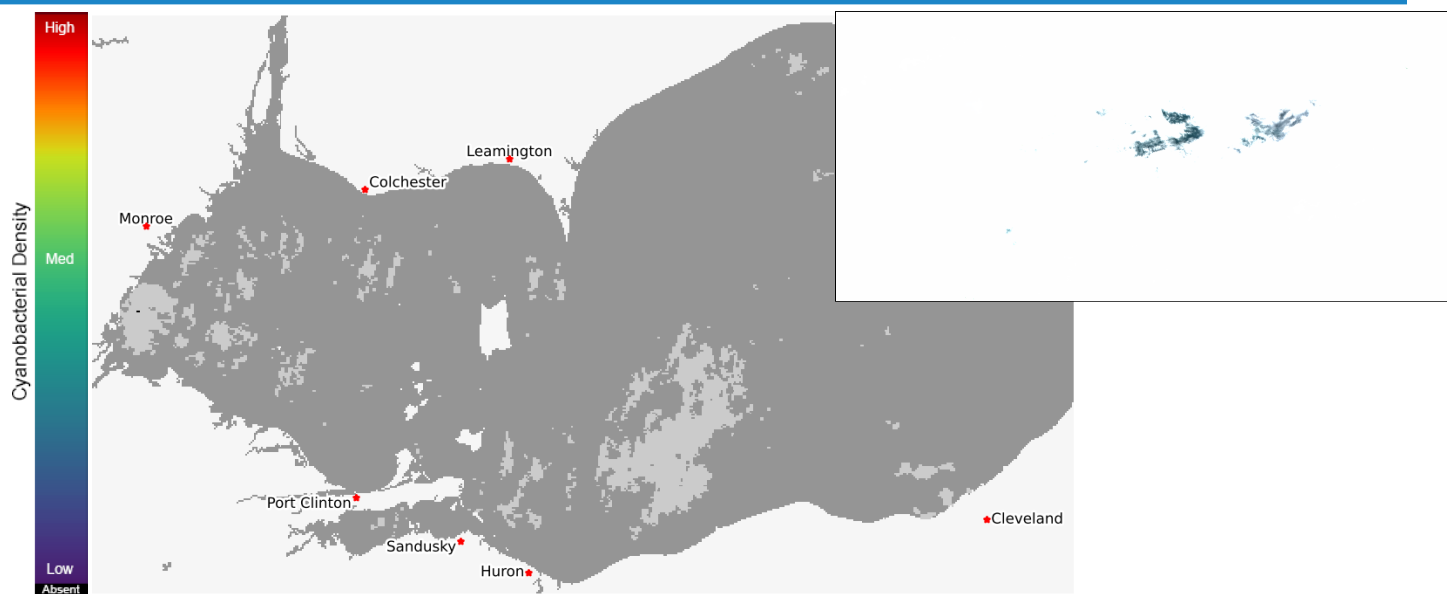 High
Leamington
Colchester
Monroe
Cyanobacterial Density
Med
Port Clinton
Cleveland
Sandusky
Huron
Low
Absent